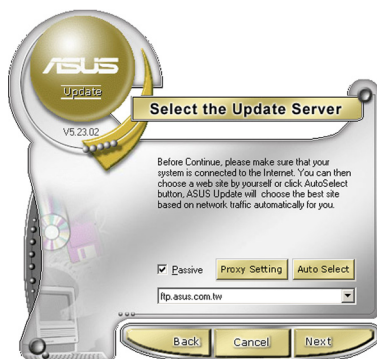 ASUS
Update
V5.23.02
Select the Update Server
Before Continue, please make sure that your
system is connected to the Internet. You can then
choose a web site by yourself or click AutoSelect
button, ASUS Update will choose the best site
based on network traffic automatically for you.
Passive
Proxy Setting
Auto Select
ftp.asus.com.tw
Back
Cancel
Next